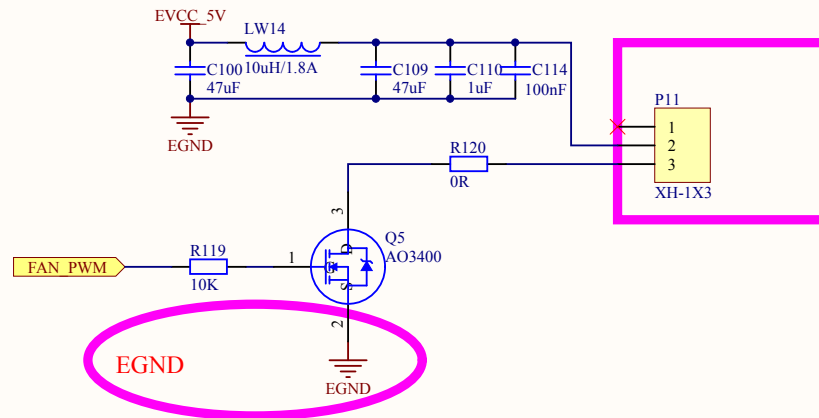 EVCC_5V
LW14
10uH/1.8A
C100
47uF
C109
47uF
C110
1uF
C114
100nF
EGND
P11
1
2
3
XH-1X3
R120
0R
3
D
Q5
AO3400
G
S
1
2
FAN_PWM
R119
10K
EGND
EGND